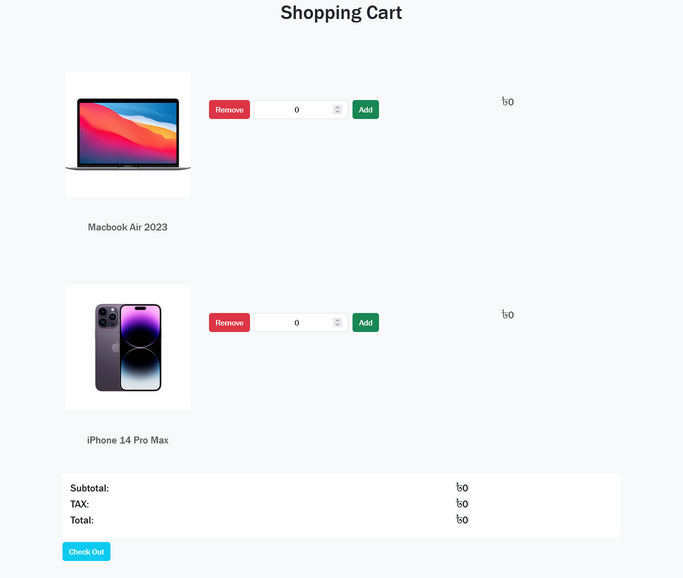 Shopping Cart
Remove 0 Add ৳0
Macbook Air 2023
Remove 0 Add ৳0
iPhone 14 Pro Max
Subtotal: ৳0
TAX: ৳0
Total: ৳0
Check Out